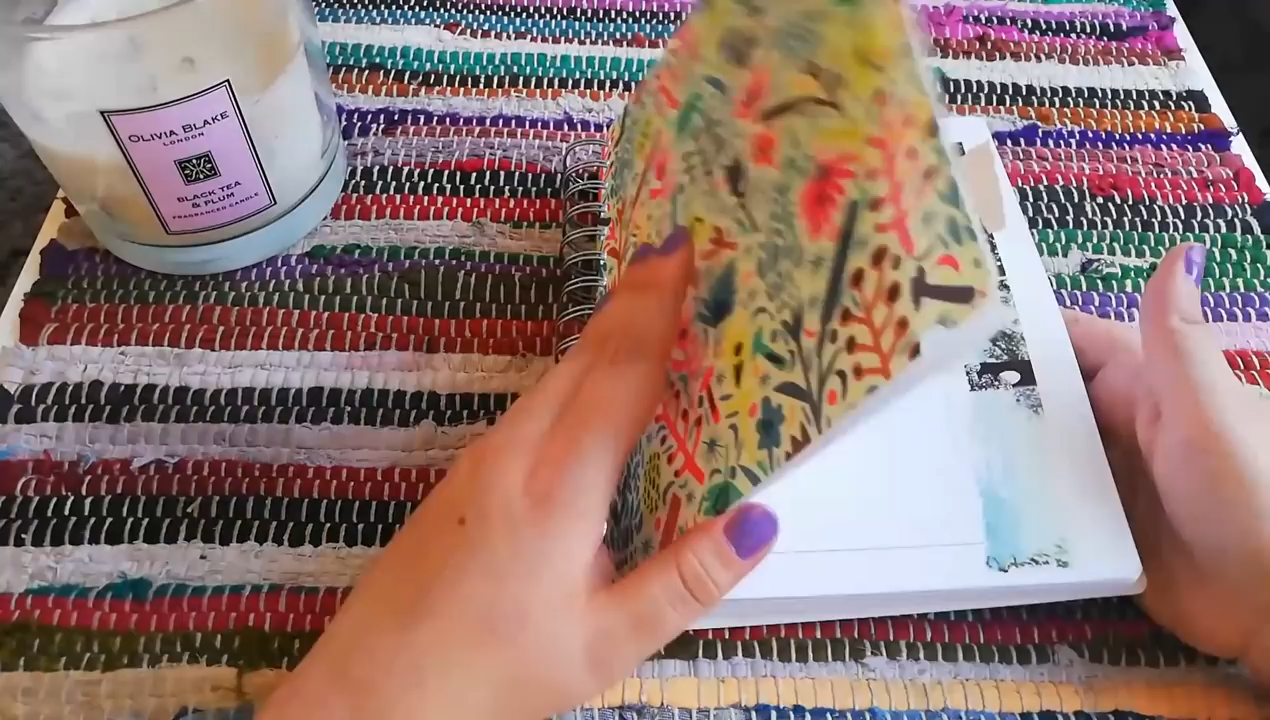 OLIVIA BLAKE
LONDON
BLACK TEA
& PLUM
FRAGRANCED CANDLE